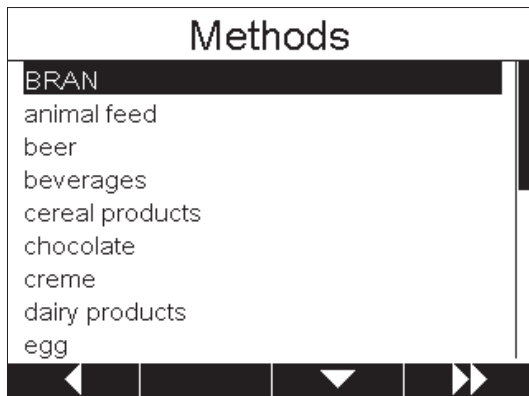 Methods
BRAN
animal feed
beer
beverages
cereal products
chocolate
creme
dairy products
egg